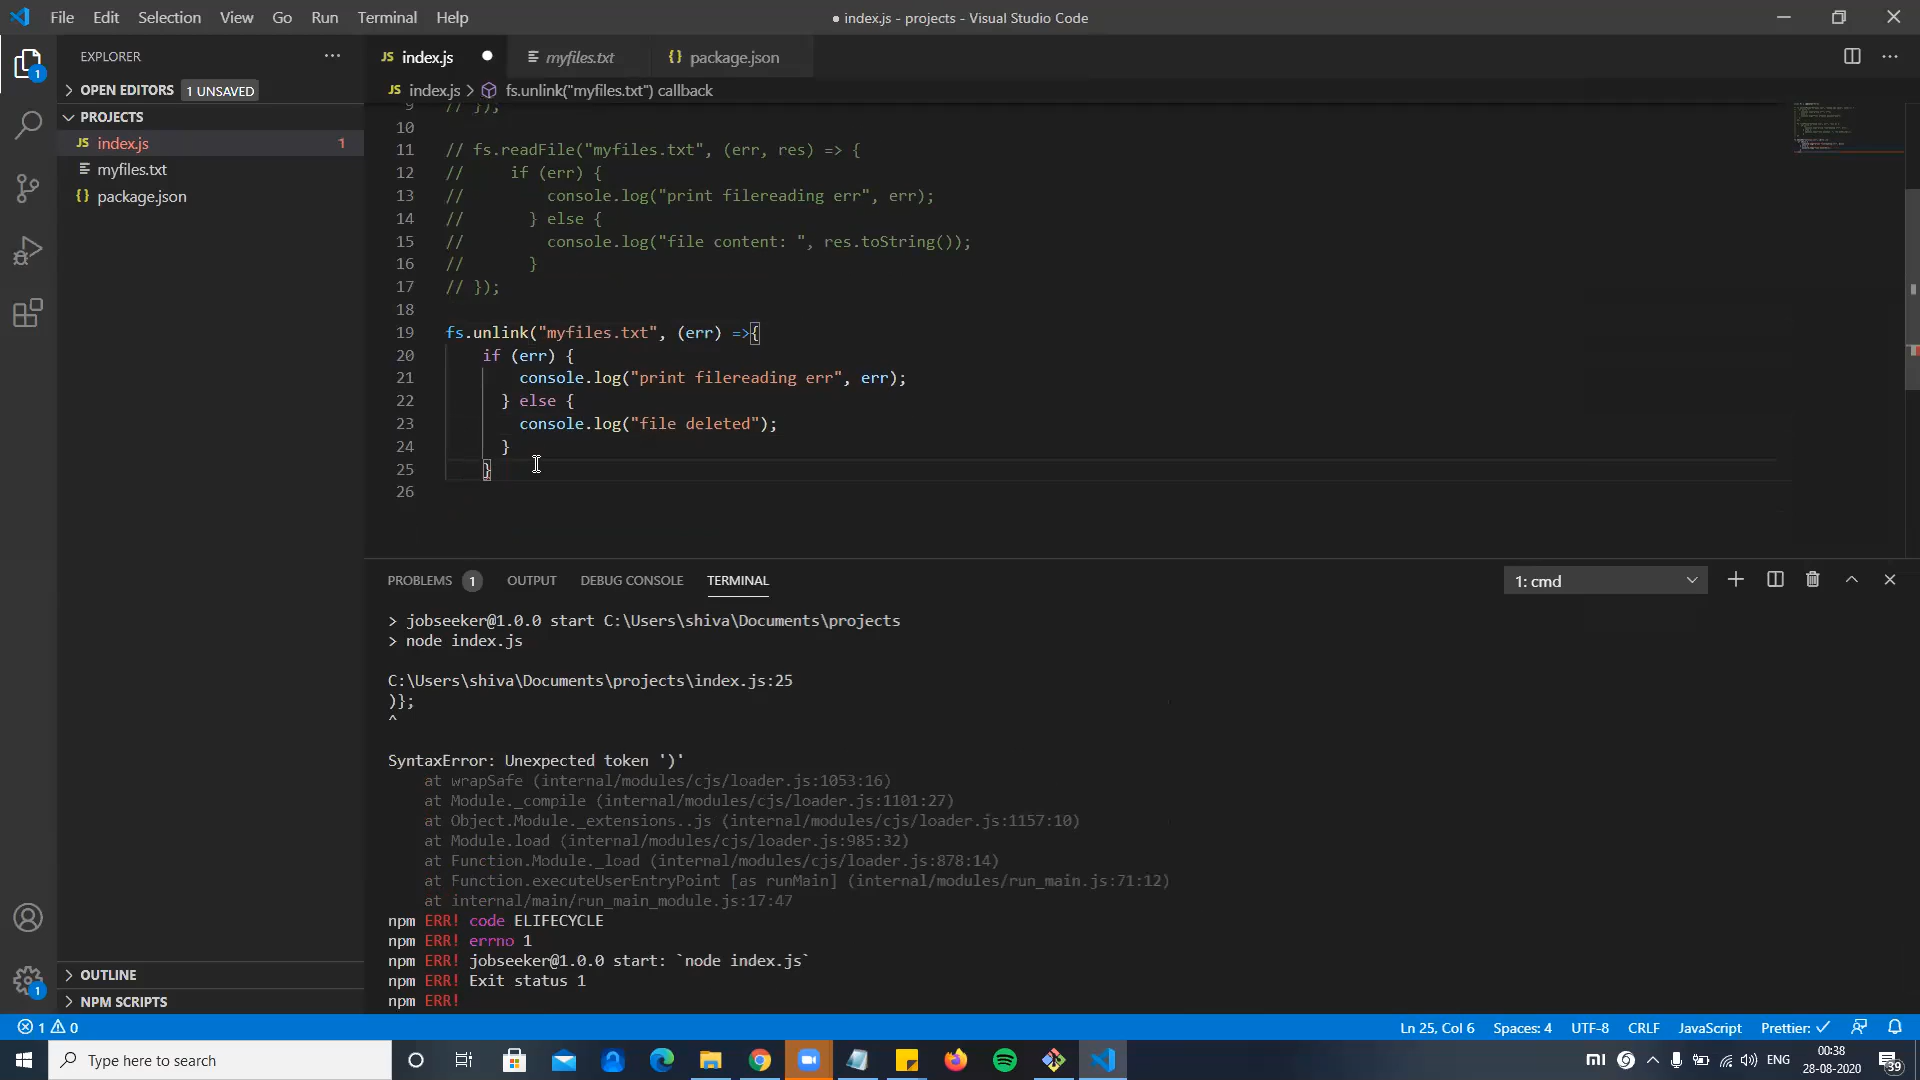 File Edit Selection View Go Run Terminal Help
● index.js - projects - Visual Studio Code
EXPLORER
OPEN EDITORS 1 UNSAVED
PROJECTS
JS index.js 1
myfiles.txt
{} package.json
OUTLINE
NPM SCRIPTS
JS index.js ● myfiles.txt {} package.json
JS index.js > fs.unlink("myfiles.txt") callback
9 // });
10
11 // fs.readFile("myfiles.txt", (err, res) => {
12 //     if (err) {
13 //         console.log("print filereading err", err);
14 //       } else {
15 //         console.log("file content: ", res.toString());
16 //       }
17 // });
18
19 fs.unlink("myfiles.txt", (err) =>{
20     if (err) {
21         console.log("print filereading err", err);
22       } else {
23         console.log("file deleted");
24       }
25     }
26
PROBLEMS 1 OUTPUT DEBUG CONSOLE TERMINAL
1: cmd
> jobseeker@1.0.0 start C:\Users\shiva\Documents\projects
> node index.js
C:\Users\shiva\Documents\projects\index.js:25
)};
^
SyntaxError: Unexpected token ')'
    at wrapSafe (internal/modules/cjs/loader.js:1053:16)
    at Module._compile (internal/modules/cjs/loader.js:1101:27)
    at Object.Module._extensions..js (internal/modules/cjs/loader.js:1157:10)
    at Module.load (internal/modules/cjs/loader.js:985:32)
    at Function.Module._load (internal/modules/cjs/loader.js:878:14)
    at Function.executeUserEntryPoint [as runMain] (internal/modules/run_main.js:71:12)
    at internal/main/run_main_module.js:17:47
npm ERR! code ELIFECYCLE
npm ERR! errno 1
npm ERR! jobseeker@1.0.0 start: `node index.js`
npm ERR! Exit status 1
npm ERR!
1
1
1 0
Ln 25, Col 6 Spaces: 4 UTF-8 CRLF JavaScript Prettier: ✓
Type here to search
ENG
00:38
28-08-2020
39